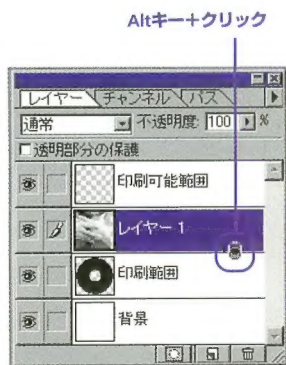 Altキー+クリック
レイヤー チャンネル パス
通常 不透明度: 100 %
透明部分の保護
印刷可能範囲
レイヤー 1
印刷範囲
背景